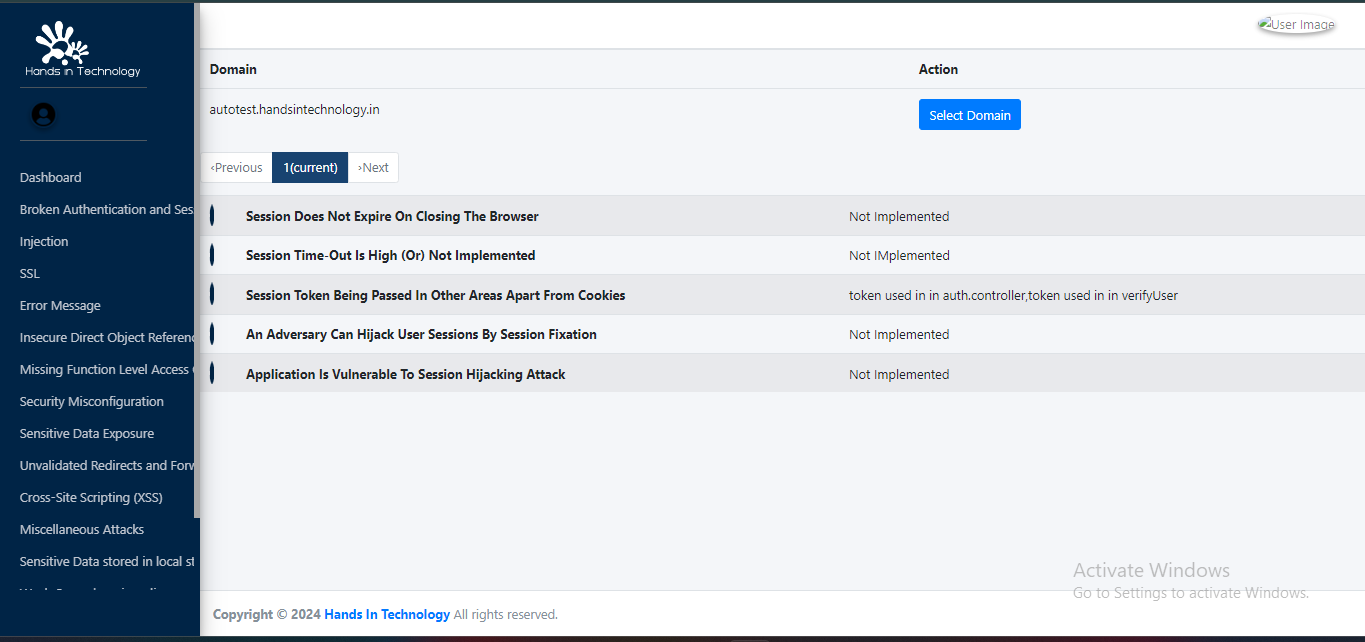 Hands in Technology
Dashboard
Broken Authentication and Ses
Injection
SSL
Error Message
Insecure Direct Object Referenc
Missing Function Level Access
Security Misconfiguration
Sensitive Data Exposure
Unvalidated Redirects and Forw
Cross-Site Scripting (XSS)
Miscellaneous Attacks
Sensitive Data stored in local st
User Image
Domain Action
autotest.handsintechnology.in Select Domain
‹Previous 1(current) ›Next
Session Does Not Expire On Closing The Browser Not Implemented
Session Time-Out Is High (Or) Not Implemented Not IMplemented
Session Token Being Passed In Other Areas Apart From Cookies token used in in auth.controller,token used in in verifyUser
An Adversary Can Hijack User Sessions By Session Fixation Not Implemented
Application Is Vulnerable To Session Hijacking Attack Not Implemented
Activate Windows
Go to Settings to activate Windows.
Copyright © 2024 Hands In Technology All rights reserved.